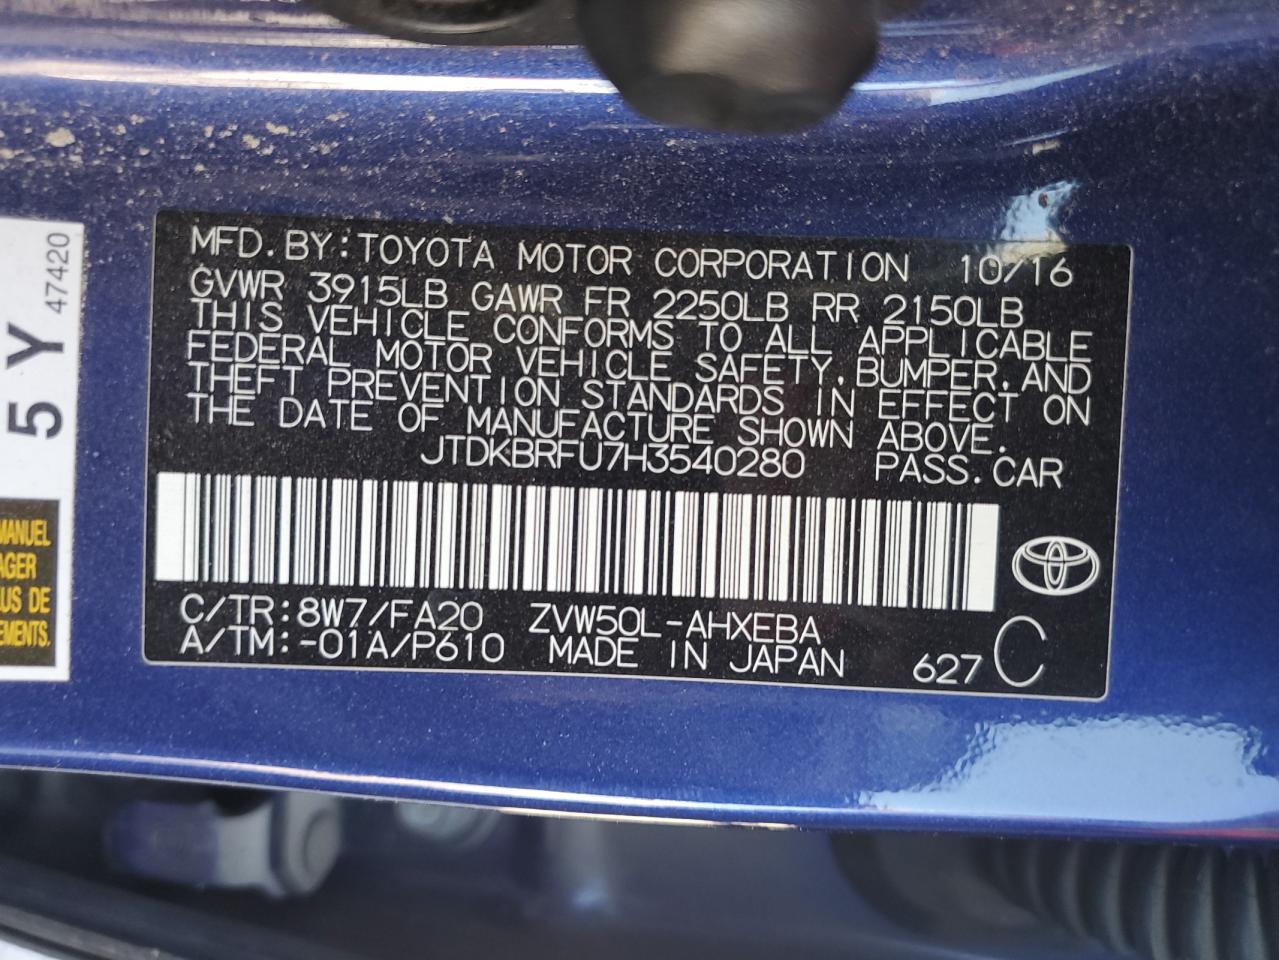 MFD. BY: TOYOTA MOTOR CORPORATION 10/16
GVWR 3915LB GAWR FR 2250LB RR 2150LB
THIS VEHICLE CONFORMS TO ALL APPLICABLE
FEDERAL MOTOR VEHICLE SAFETY, BUMPER, AND
THEFT PREVENTION STANDARDS IN EFFECT ON
THE DATE OF MANUFACTURE SHOWN ABOVE.
JTDKBRFU7H3540280 PASS. CAR
C/TR: 8W7/FA20 ZVW50L-AHXEBA
A/TM: -01A/P610 MADE IN JAPAN 627 C
5 Y 47420
MANUEL
AGER
US DE
EMENTS.